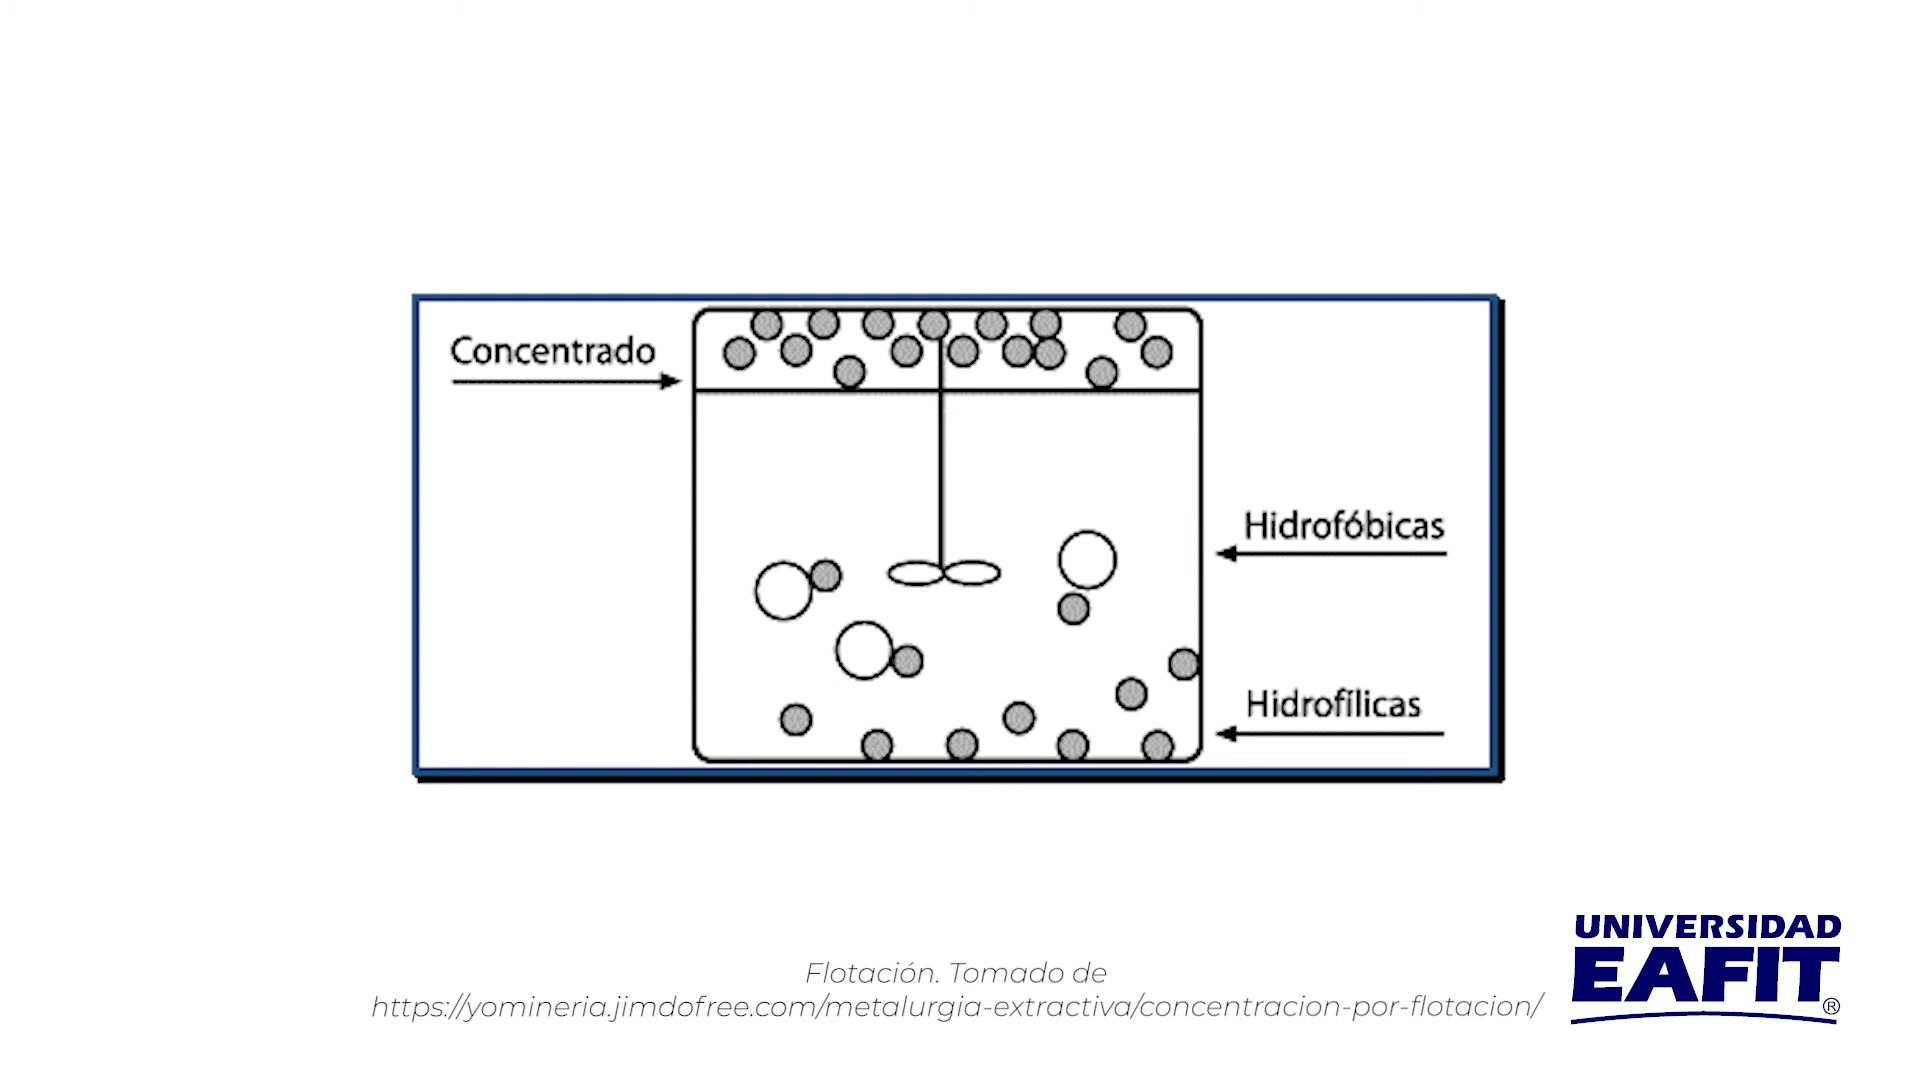 Concentrado
Hidrofóbicas
Hidrofílicas
Flotación. Tomado de
https://yomineria.jimdofree.com/metalurgia-extractiva/concentracion-por-flotacion/
UNIVERSIDAD
EAFIT®